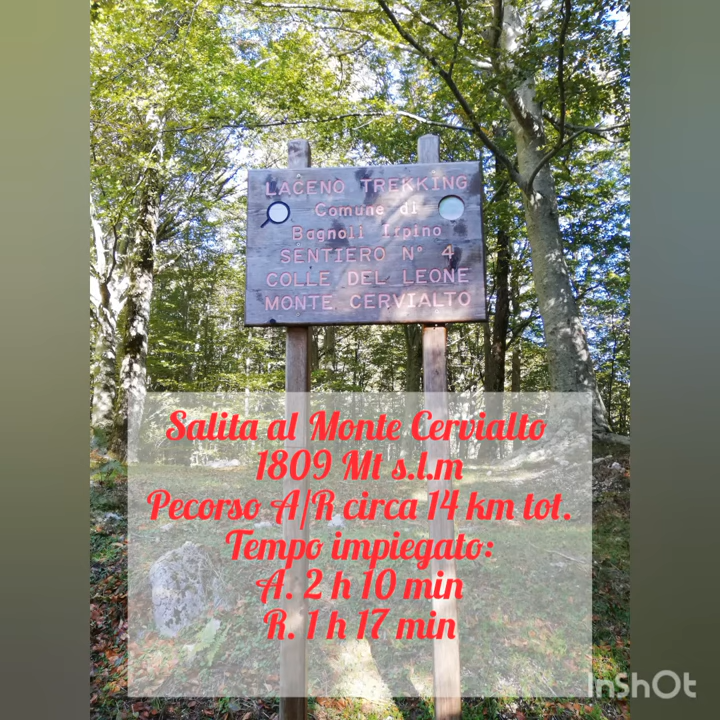 LACENO TREKKING
Comune di
Bagnoli Irpino
SENTIERO N° 4
COLLE DEL LEONE
MONTE CERVIALTO
Salita al Monte Cervialto
1809 Mt s.l.m
Pecorso A/R circa 14 km tot.
Tempo impiegato:
A. 2 h 10 min
R. 1 h 17 min
InShOt